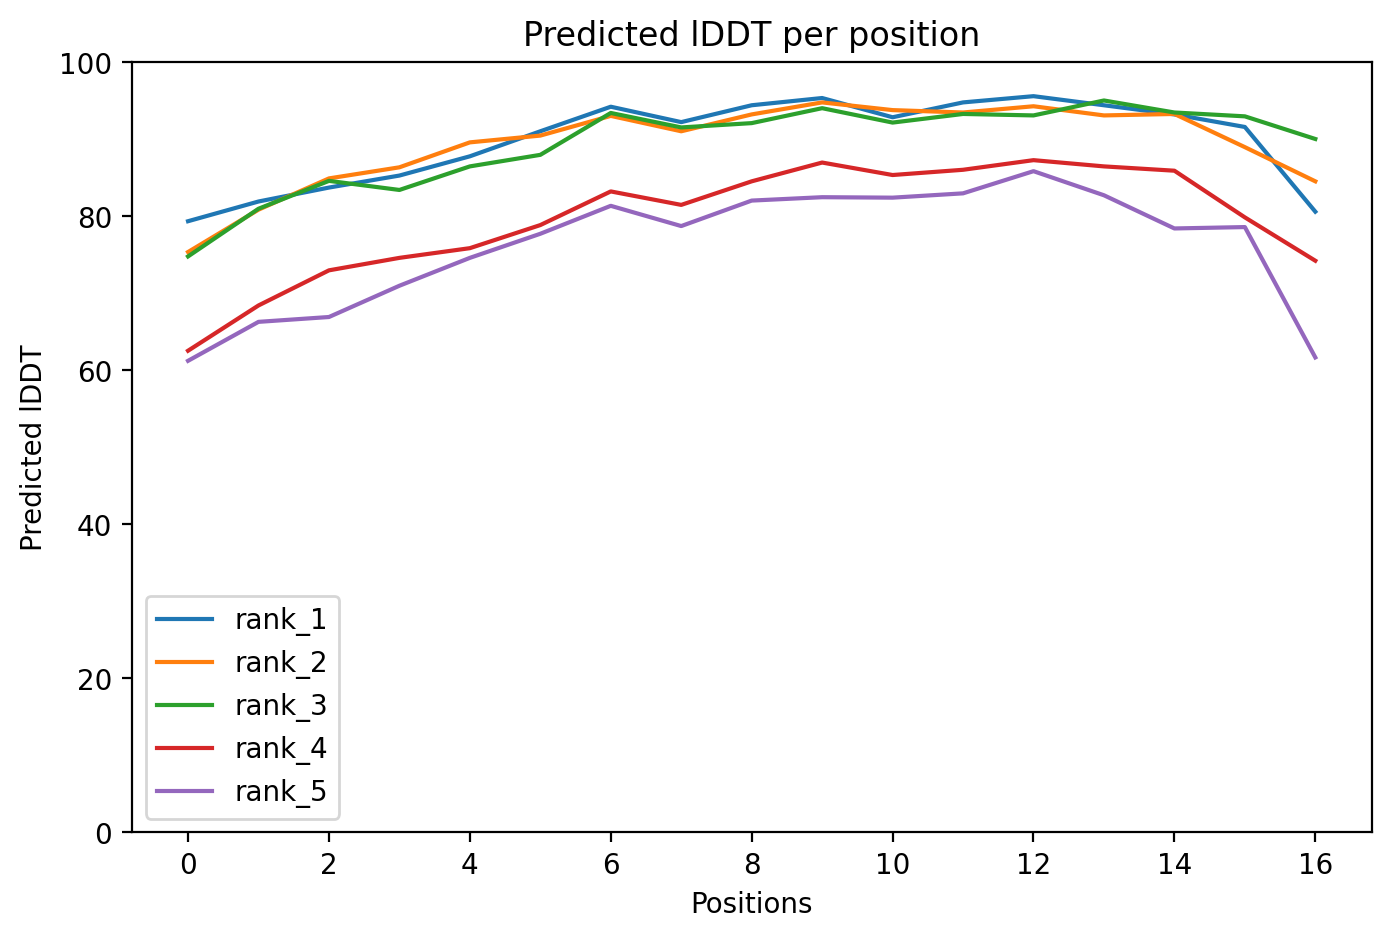 Predicted lDDT per position
100
80
60
40
20
0
Predicted lDDT
rank_1
rank_2
rank_3
rank_4
rank_5
0 2 4 6 8 10 12 14 16
Positions